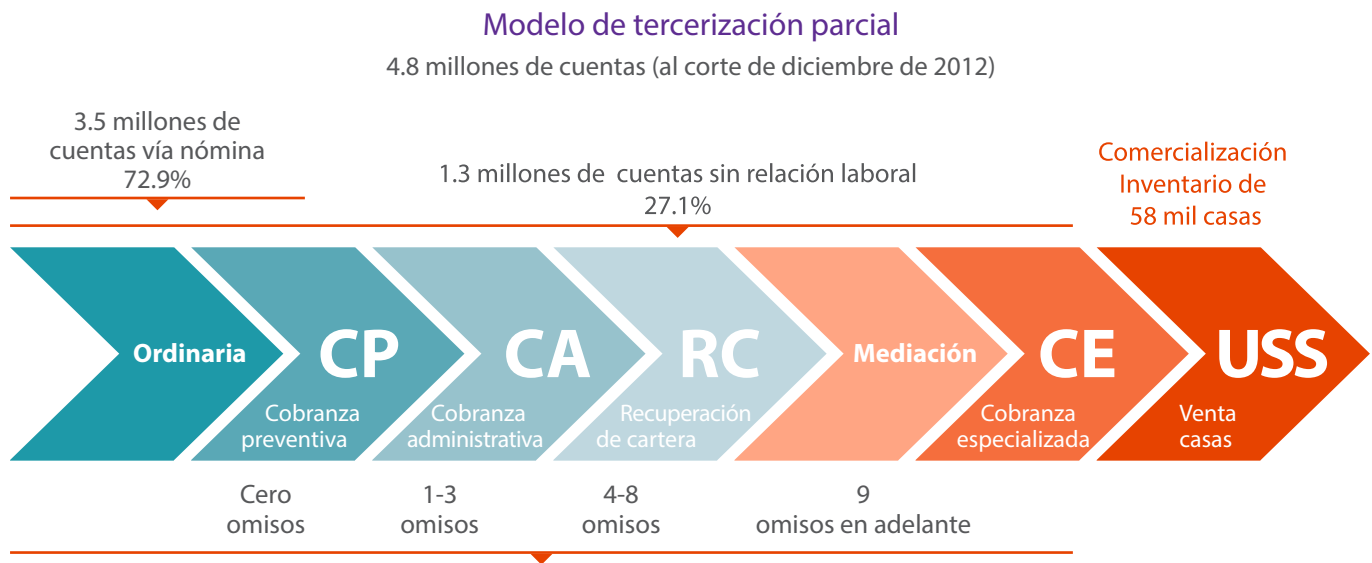 Modelo de tercerización parcial
4.8 millones de cuentas (al corte de diciembre de 2012)
3.5 millones de
cuentas vía nómina
72.9%
1.3 millones de cuentas sin relación laboral
27.1%
Comercialización
Inventario de
58 mil casas
Ordinaria
CP
Cobranza
preventiva
CA
Cobranza
administrativa
RC
Recuperación
de cartera
Mediación
CE
Cobranza
especializada
USS
Venta
casas
Cero
omisos
1-3
omisos
4-8
omisos
9
omisos en adelante